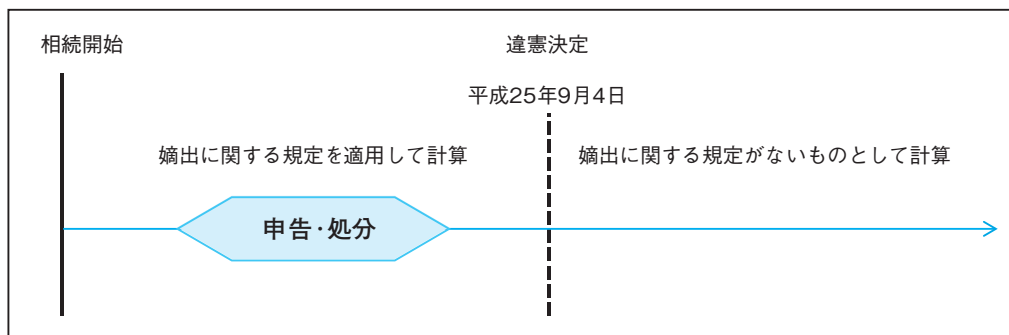 相続開始
違憲決定
平成25年9月4日
嫡出に関する規定を適用して計算
嫡出に関する規定がないものとして計算
申告・処分